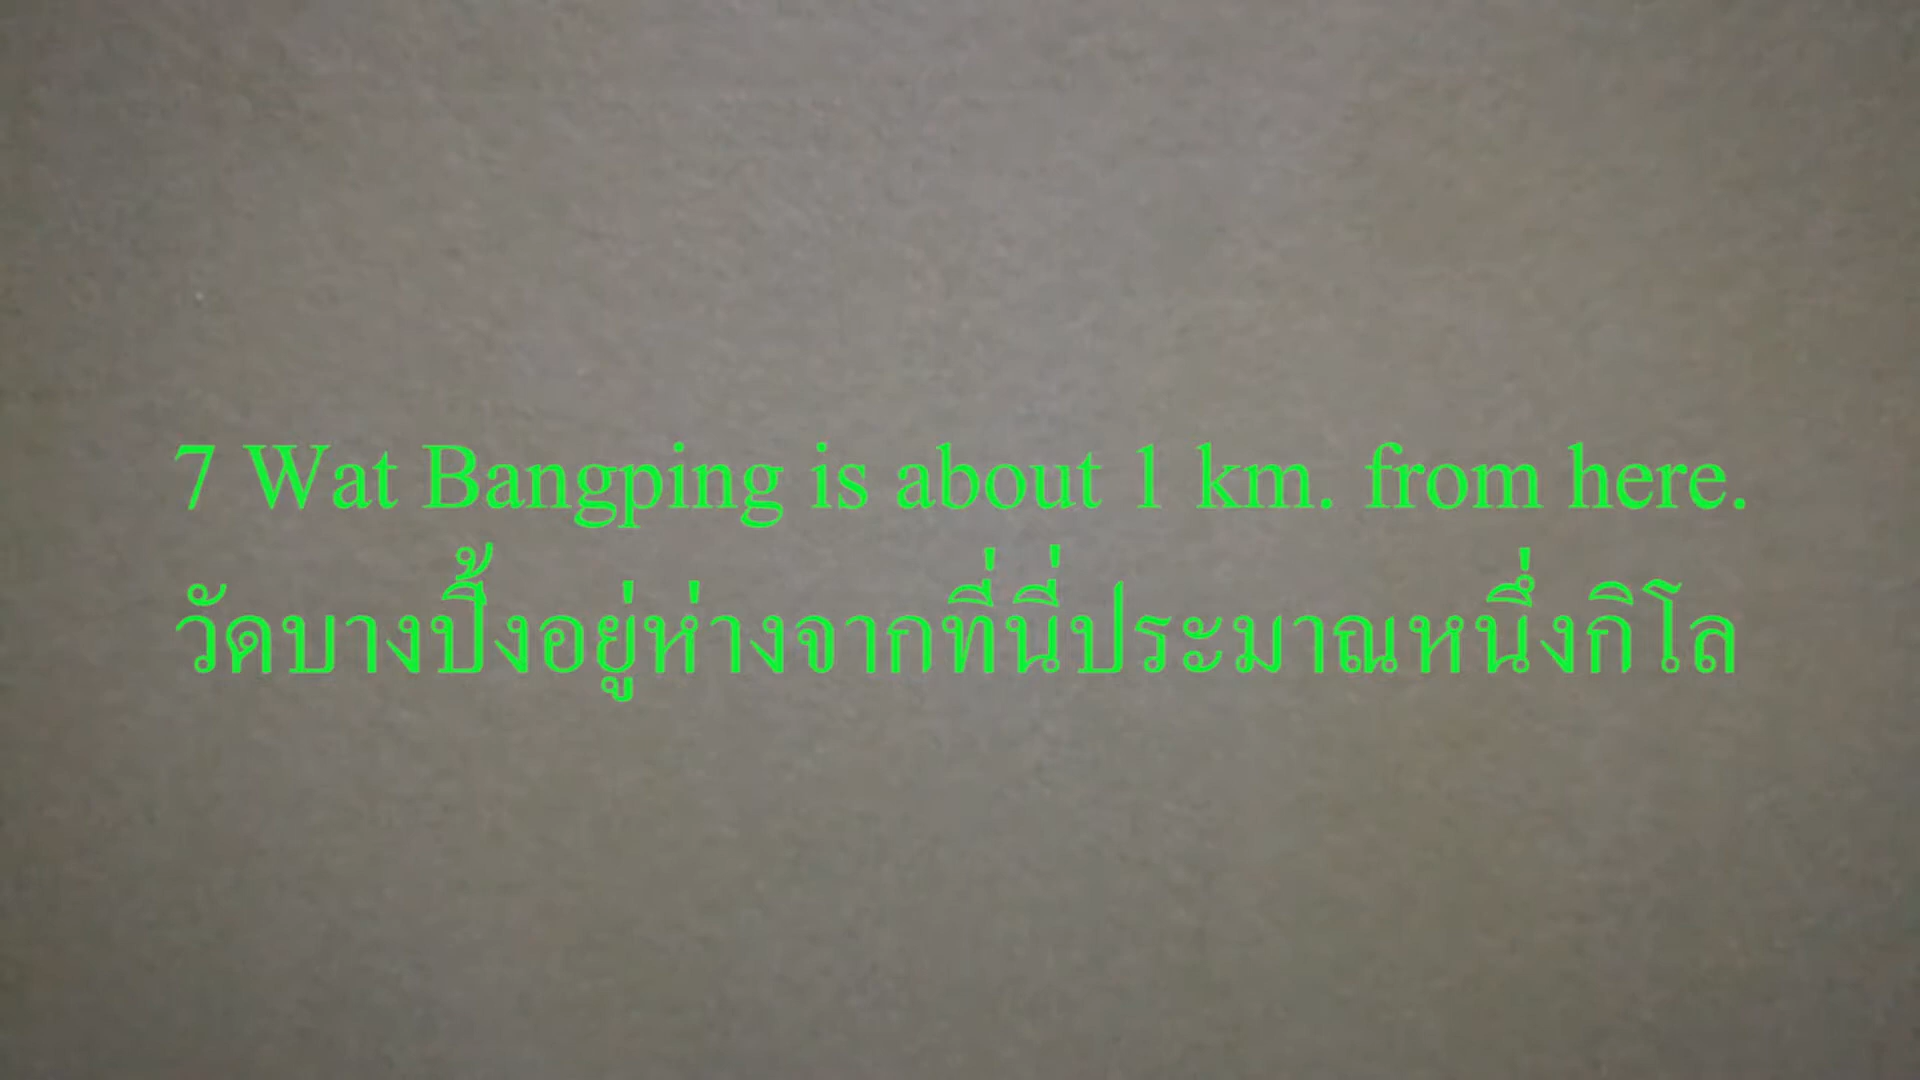 7 Wat Bangping is about 1 km. from here.
วัดบางปิ้งอยู่ห่างจากที่นี่ประมาณหนึ่งกิโล